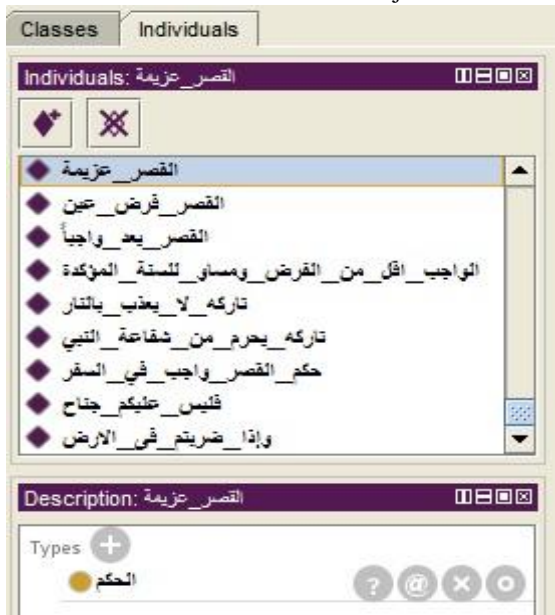 Classes Individuals
Individuals: القصر_عزيمة
القصر_عزيمة
القصر_فرض_عين
القصر_يعد_واجباً
الواجب_اقل_من_الفرض_ومساو_للسنة_المؤكدة
تاركه_لا_يعذب_بالنار
تاركه_يحرم_من_شفاعة_النبي
حكم_القصر_واجب_في_السفر
فليس_عليكم_جناح
وإذا_ضربتم_في_الارض
Description: القصر_عزيمة
Types
الحكم